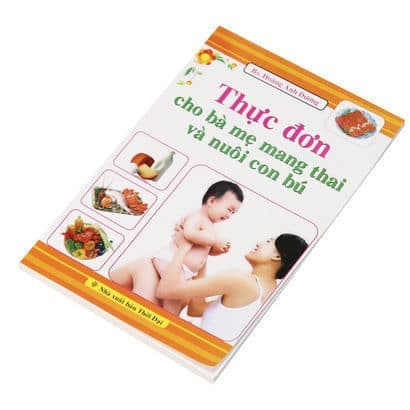 Bs. Hoàng Anh Dương
Thực đơn
cho bà mẹ mang thai
và nuôi con bú
Nhà xuất bản Thời Đại